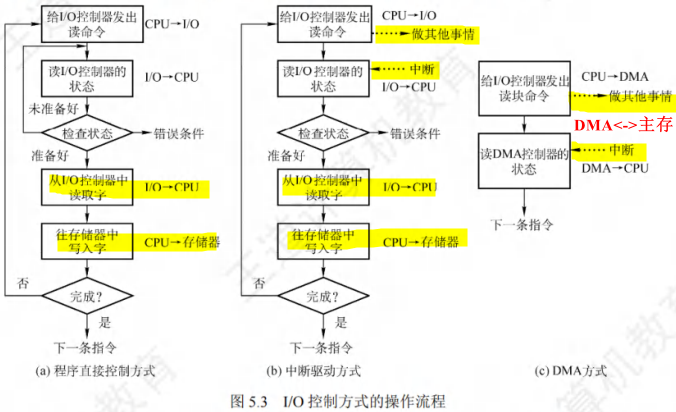 给I/O控制器发出
读命令
CPU→I/O
读I/O控制器的
状态
I/O→CPU
未准备好
检查状态
错误条件
准备好
从I/O控制器中
读取字
I/O→CPU
往存储器中
写入字
CPU→存储器
否
完成?
是
下一条指令
(a) 程序直接控制方式
给I/O控制器发出
读命令
CPU→I/O
做其他事情
读I/O控制器的
状态
中断
I/O→CPU
检查状态
错误条件
准备好
从I/O控制器中
读取字
I/O→CPU
往存储器中
写入字
CPU→存储器
否
完成?
是
下一条指令
(b) 中断驱动方式
给I/O控制器发出
读块命令
CPU→DMA
做其他事情
DMA<->主存
读DMA控制器的
状态
中断
DMA→CPU
下一条指令
(c) DMA方式
图 5.3 I/O 控制方式的操作流程